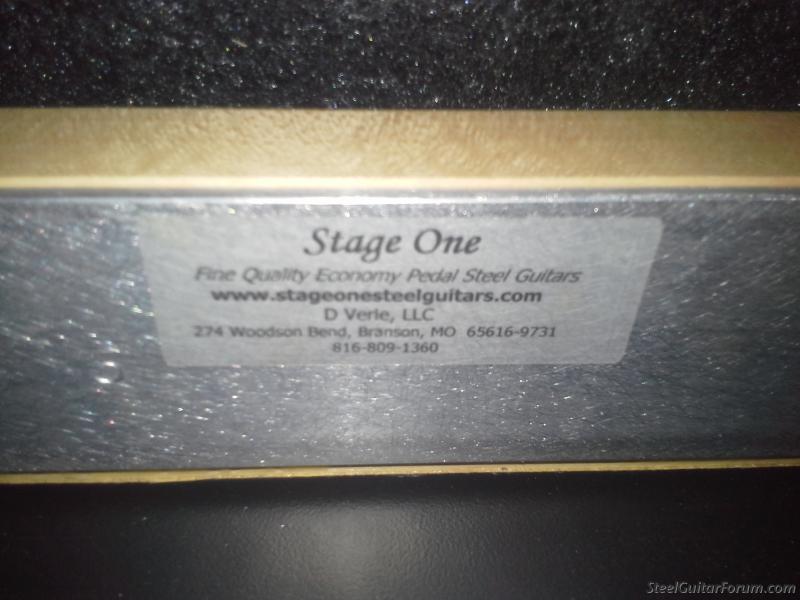 Stage One
Fine Quality Economy Pedal Steel Guitars
www.stageonesteelguitars.com
D Verle, LLC
274 Woodson Bend, Branson, MO 65616-9731
816-809-1360
SteelGuitarForum.com